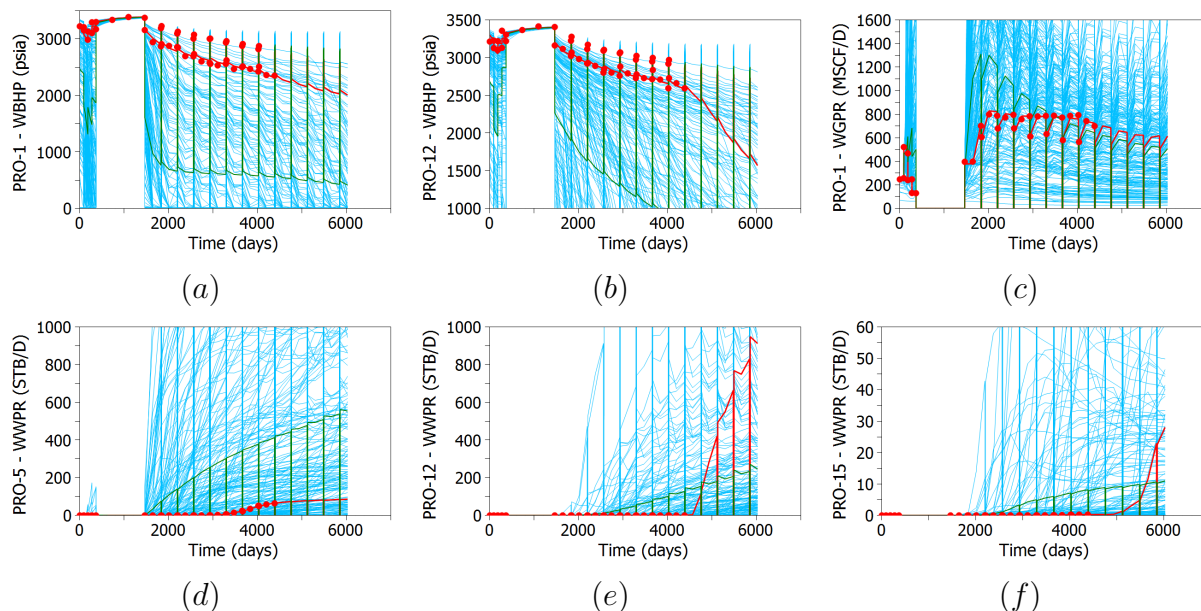 PRO-1 - WBHP (psia)
3000
2000
1000
0
0 2000 4000 6000
Time (days)
(a)
PRO-12 - WBHP (psia)
3500
3000
2500
2000
1500
1000
0 2000 4000 6000
Time (days)
(b)
PRO-1 - WGPR (MSCF/D)
1600
1400
1200
1000
800
600
400
200
0
0 1000 2000 3000 4000 5000 6000
Time (days)
(c)
PRO-5 - WWPR (STB/D)
1000
800
600
400
200
0
0 2000 4000 6000
Time (days)
(d)
PRO-12 - WWPR (STB/D)
1000
800
600
400
200
0
0 2000 4000 6000
Time (days)
(e)
PRO-15 - WWPR (STB/D)
60
50
40
30
20
10
0
0 2000 4000 6000
Time (days)
(f)